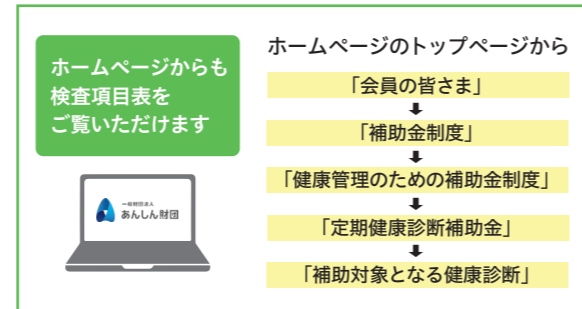 ホームページからも
検査項目表を
ご覧いただけます
一般財団法人
あんしん財団
ホームページのトップページから
「会員の皆さま」
⬇
「補助金制度」
⬇
「健康管理のための補助金制度」
⬇
「定期健康診断補助金」
⬇
「補助対象となる健康診断」